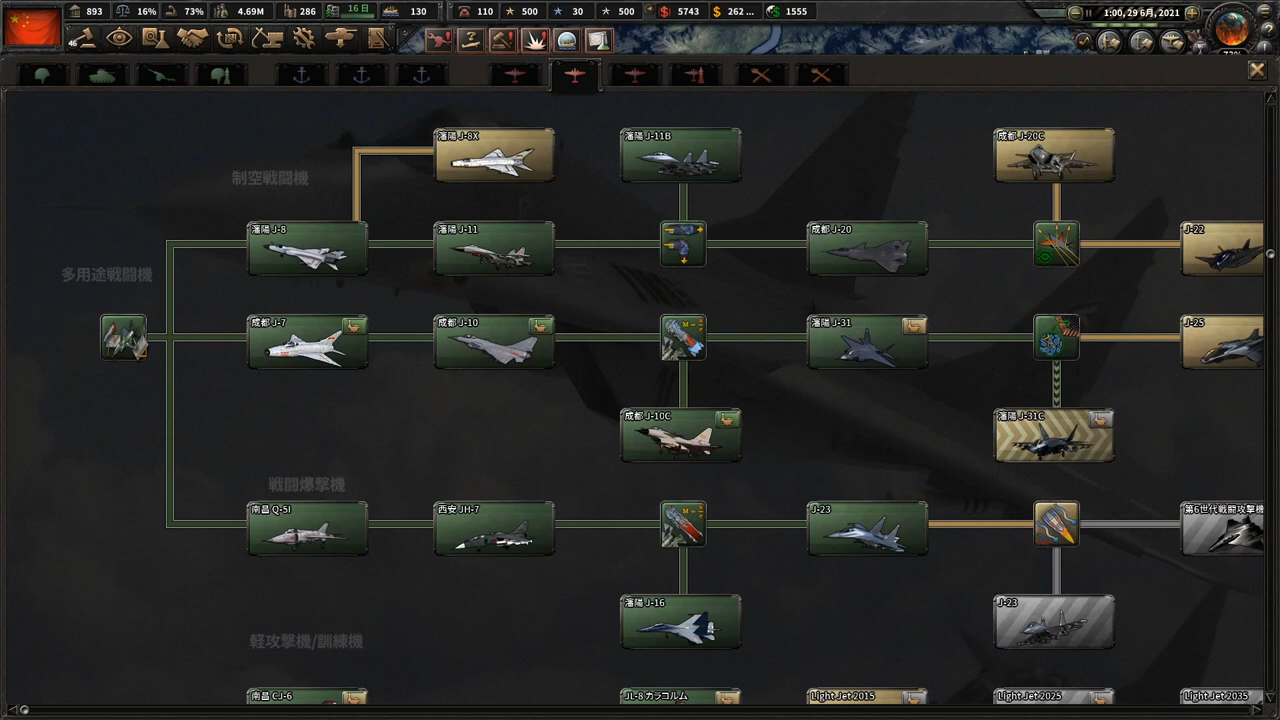 893 16% 73% 4.69M 286 16 日 130 110 500 30 500 5743 262 ... 1555 1:00, 29 6月, 2021
46
瀋陽 J-8X 瀋陽 J-11B 成都 J-20C
制空戦闘機
瀋陽 J-8 瀋陽 J-11 成都 J-20 J-22
多用途戦闘機
成都 J-7 成都 J-10 瀋陽 J-31 J-25
成都 J-10C 瀋陽 J-31C
戦闘爆撃機
南昌 Q-5I 西安 JH-7 J-23 第6世代戦闘攻撃機
瀋陽 J-16 J-23
軽攻撃機/訓練機
南昌 CJ-6 JL-8 カラコルム Light Jet 2015 Light Jet 2025 Light Jet 2035